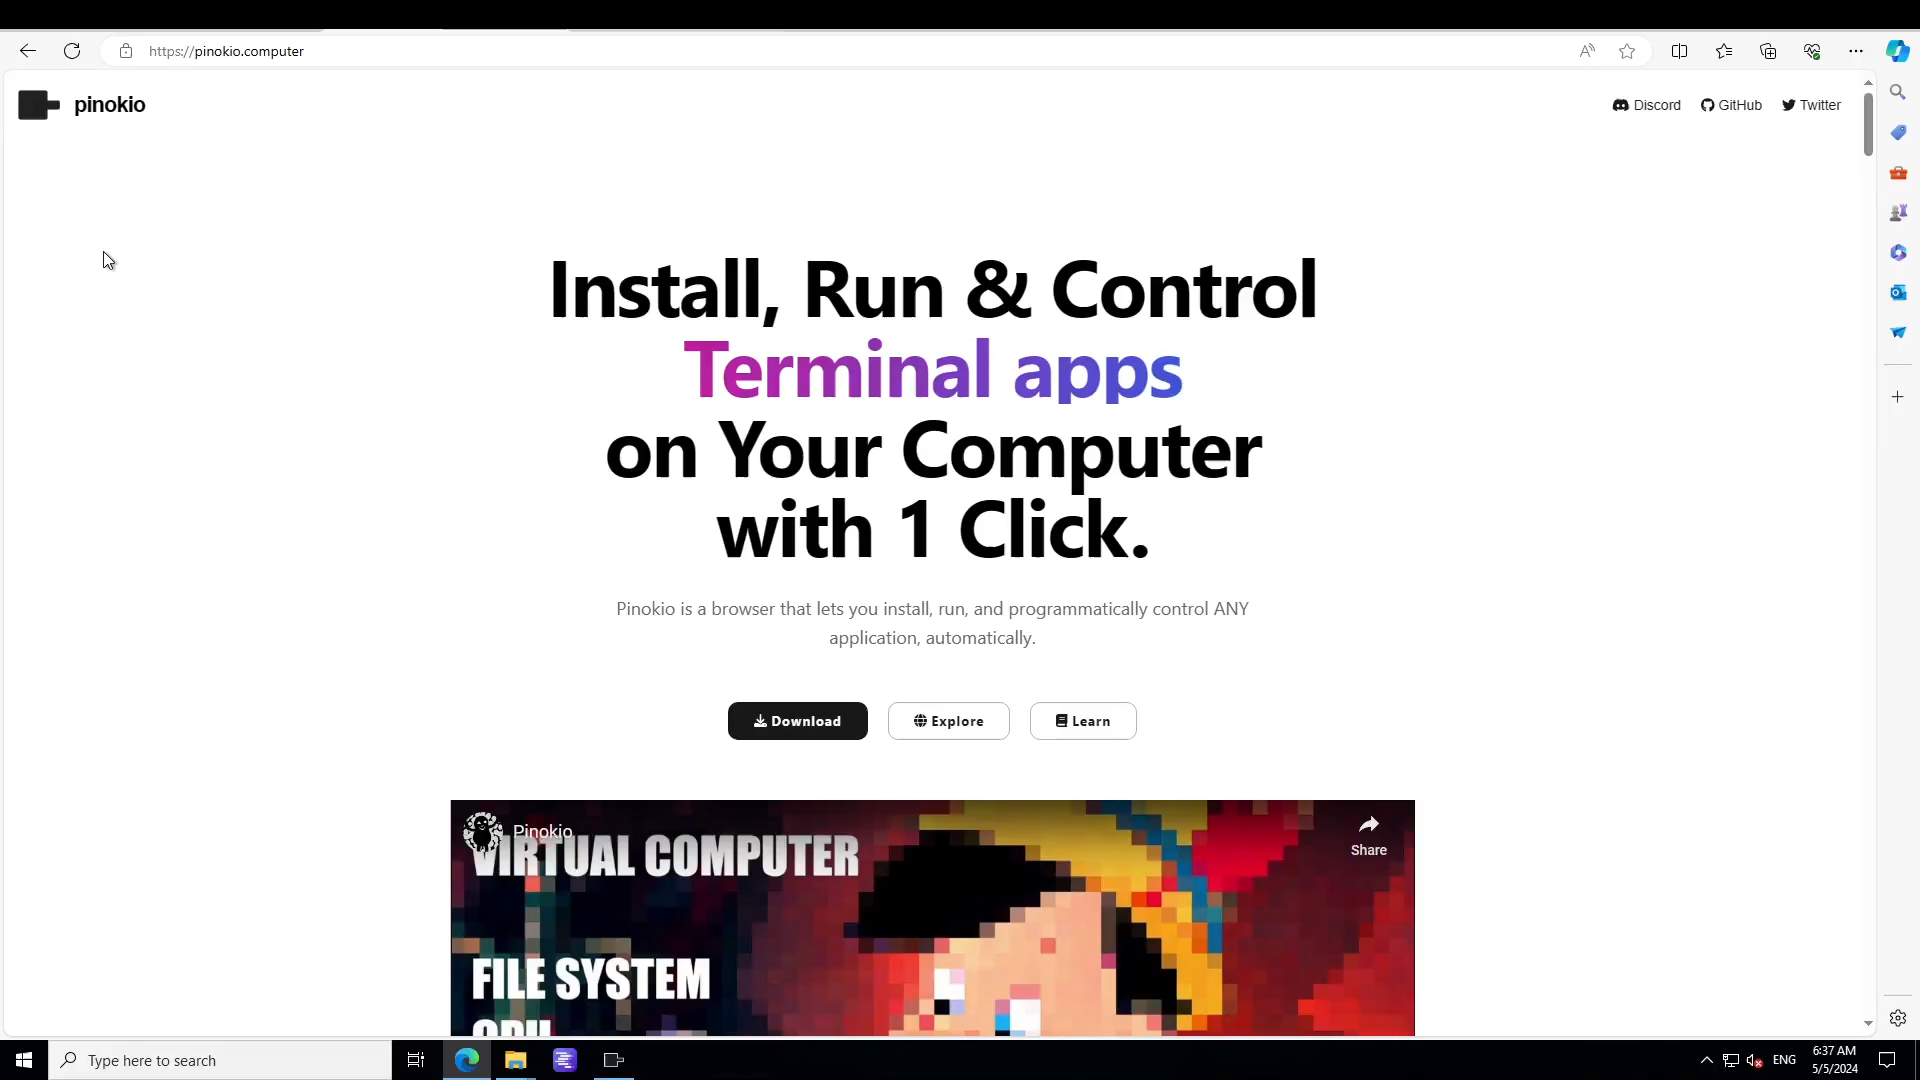 https://pinokio.computer
pinokio
Discord GitHub Twitter
Install, Run & Control
Terminal apps
on Your Computer
with 1 Click.
Pinokio is a browser that lets you install, run, and programmatically control ANY
application, automatically.
Download Explore Learn
Pinokio
Share
VIRTUAL COMPUTER
FILE SYSTEM
Type here to search
ENG
6:37 AM
5/5/2024